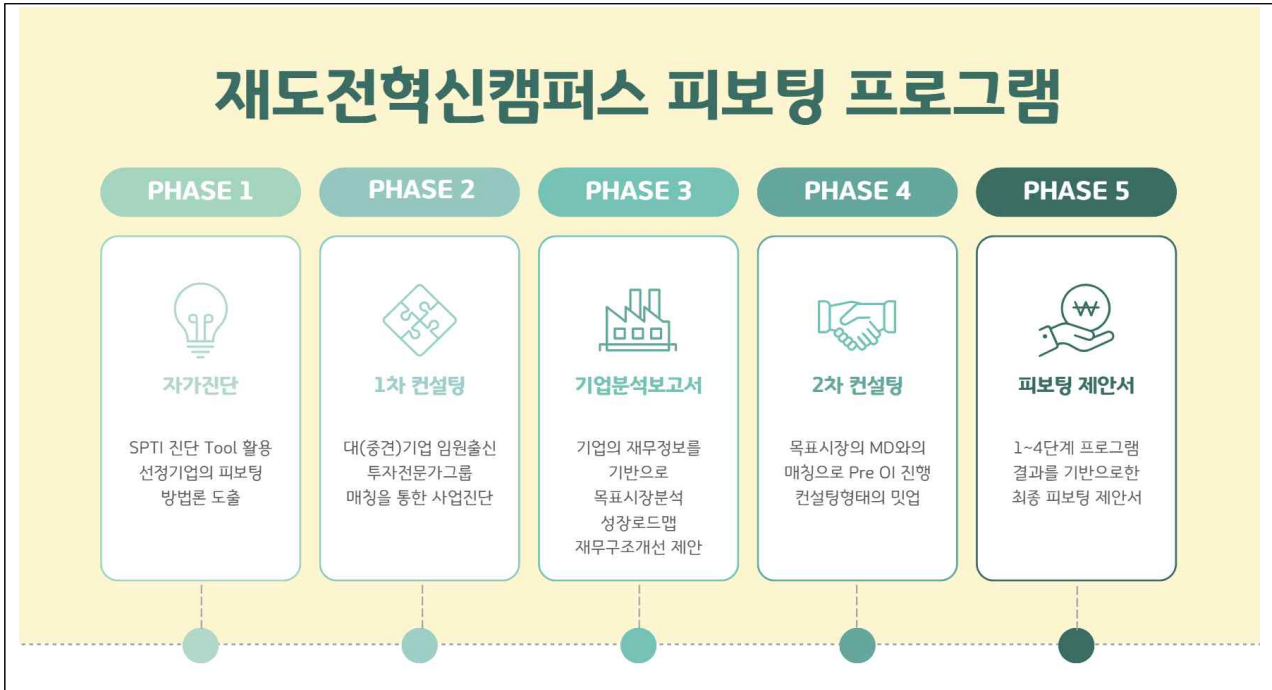 재도전혁신캠퍼스 피보팅 프로그램
PHASE 1
자가진단
SPTI 진단 Tool 활용
선정기업의 피보팅
방법론 도출
PHASE 2
1차 컨설팅
대(중견)기업 임원출신
투자전문가그룹
매칭을 통한 사업진단
PHASE 3
기업분석보고서
기업의 재무정보를
기반으로
목표시장분석
성장로드맵
재무구조개선 제안
PHASE 4
2차 컨설팅
목표시장의 MD와의
매칭으로 Pre OI 진행
컨설팅형태의 밋업
PHASE 5
₩
피보팅 제안서
1~4단계 프로그램
결과를 기반으로한
최종 피보팅 제안서